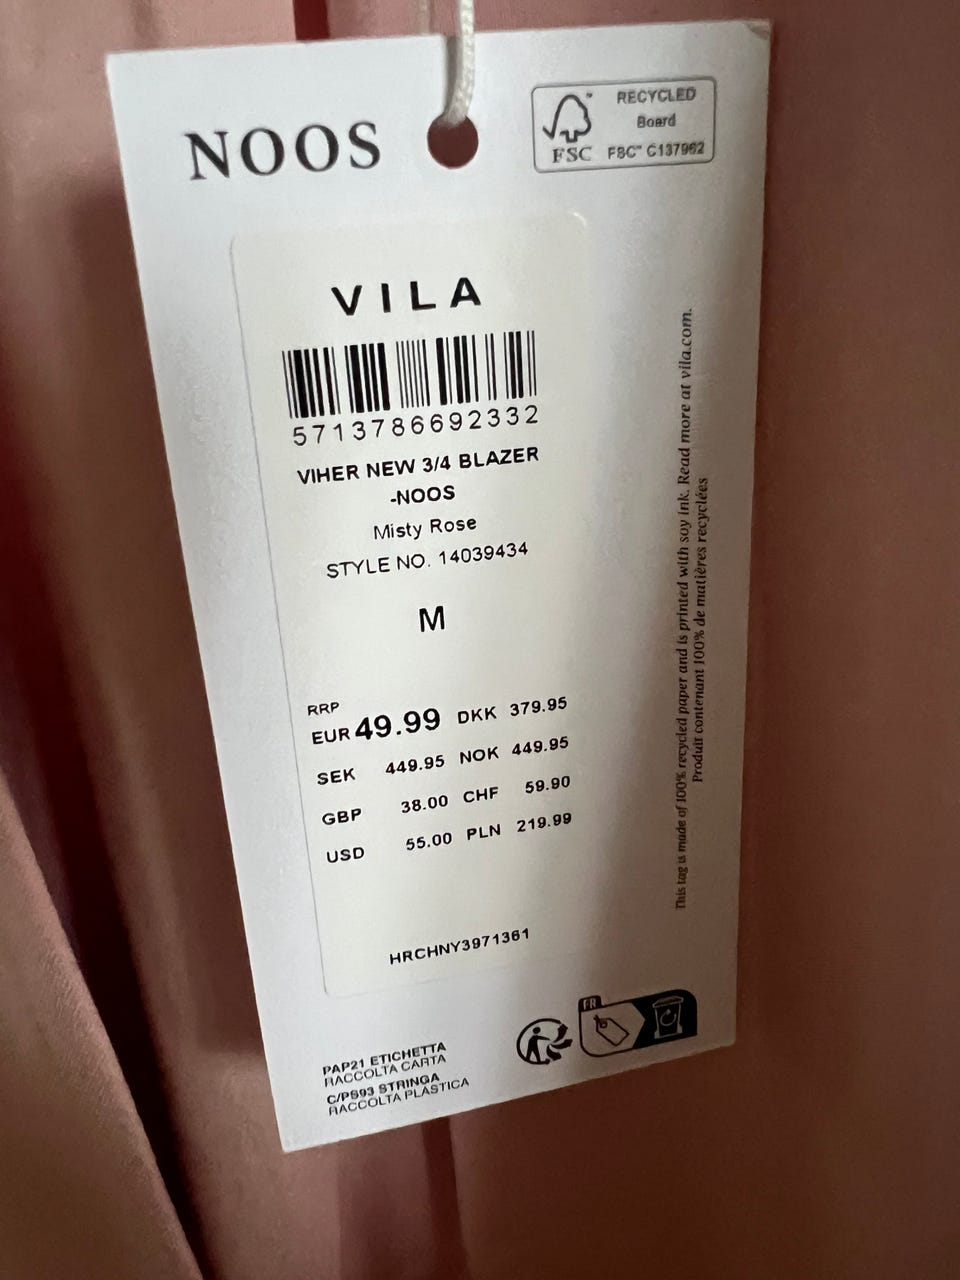 NOOS
RECYCLED
Board
FSC™ C137962
FSC
VILA
5713786692332
VIHER NEW 3/4 BLAZER
-NOOS
Misty Rose
STYLE NO. 14039434
M
RRP
EUR 49.99 DKK 379.95
SEK 449.95 NOK 449.95
GBP 38.00 CHF 59.90
USD 55.00 PLN 219.99
HRCHNY3971361
This tag is made of 100% recycled paper and is printed with soy ink. Read more at vila.com.
Produit contenant 100% de matières recyclées
FR
PAP21 ETICHETTA
RACCOLTA CARTA
C/PS93 STRINGA
RACCOLTA PLASTICA